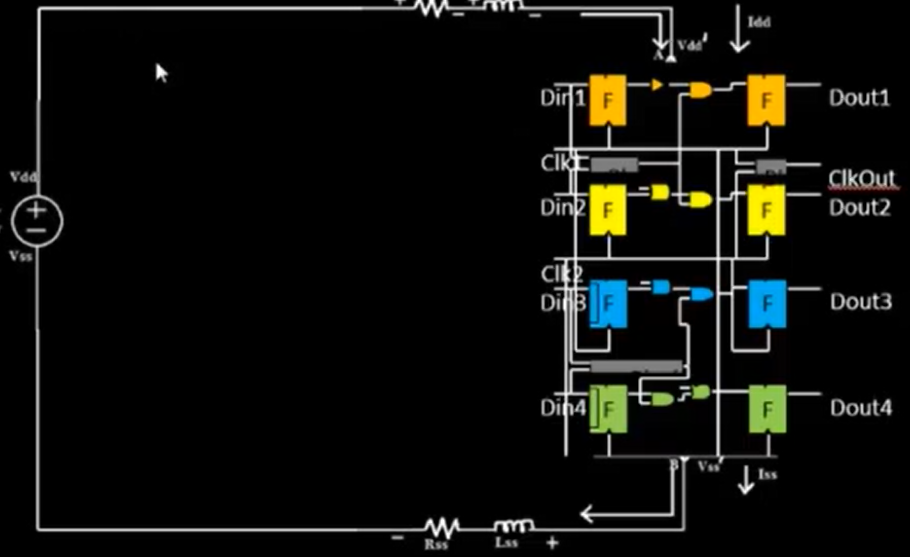 Idd
Vdd'
A
Din1 F F Dout1
Clk1
ClkOut
Vdd
Din2 F F Dout2
+
−
Vss
Clk2
Din3 F F Dout3
Din4 F F Dout4
B Vss'
Iss
− Rss Lss +